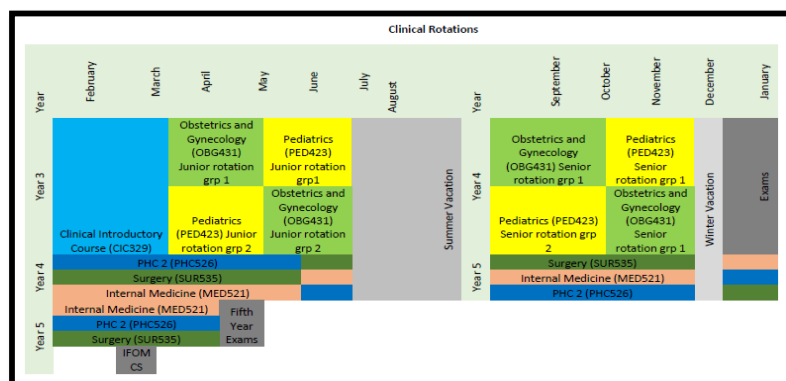 Clinical Rotations
Year
February
March
April
May
June
July
August
Year
September
October
November
December
January
Year 3
Clinical Introductory
Course (CIC329)
Obstetrics and
Gynecology
(OBG431)
Junior rotation
grp 1
Pediatrics
(PED423)
Junior rotation
grp1
Pediatrics
(PED423) Junior
rotation grp 2
Obstetrics and
Gynecology
(OBG431)
Junior rotation
grp 2
Summer Vacation
Year 4
Obstetrics and
Gynecology
(OBG431) Senior
rotation grp 1
Pediatrics
(PED423)
Senior
rotation grp 1
Pediatrics (PED423)
Senior rotation grp
2
Obstetrics and
Gynecology
(OBG431)
Senior
rotation grp 1
Winter Vacation
Exams
Year 4
PHC 2 (PHC526)
Surgery (SUR535)
Internal Medicine (MED521)
Year 5
Surgery (SUR535)
Internal Medicine (MED521)
PHC 2 (PHC526)
Year 5
Internal Medicine (MED521)
PHC 2 (PHC526)
Surgery (SUR535)
Fifth
Year
Exams
IFOM
CS